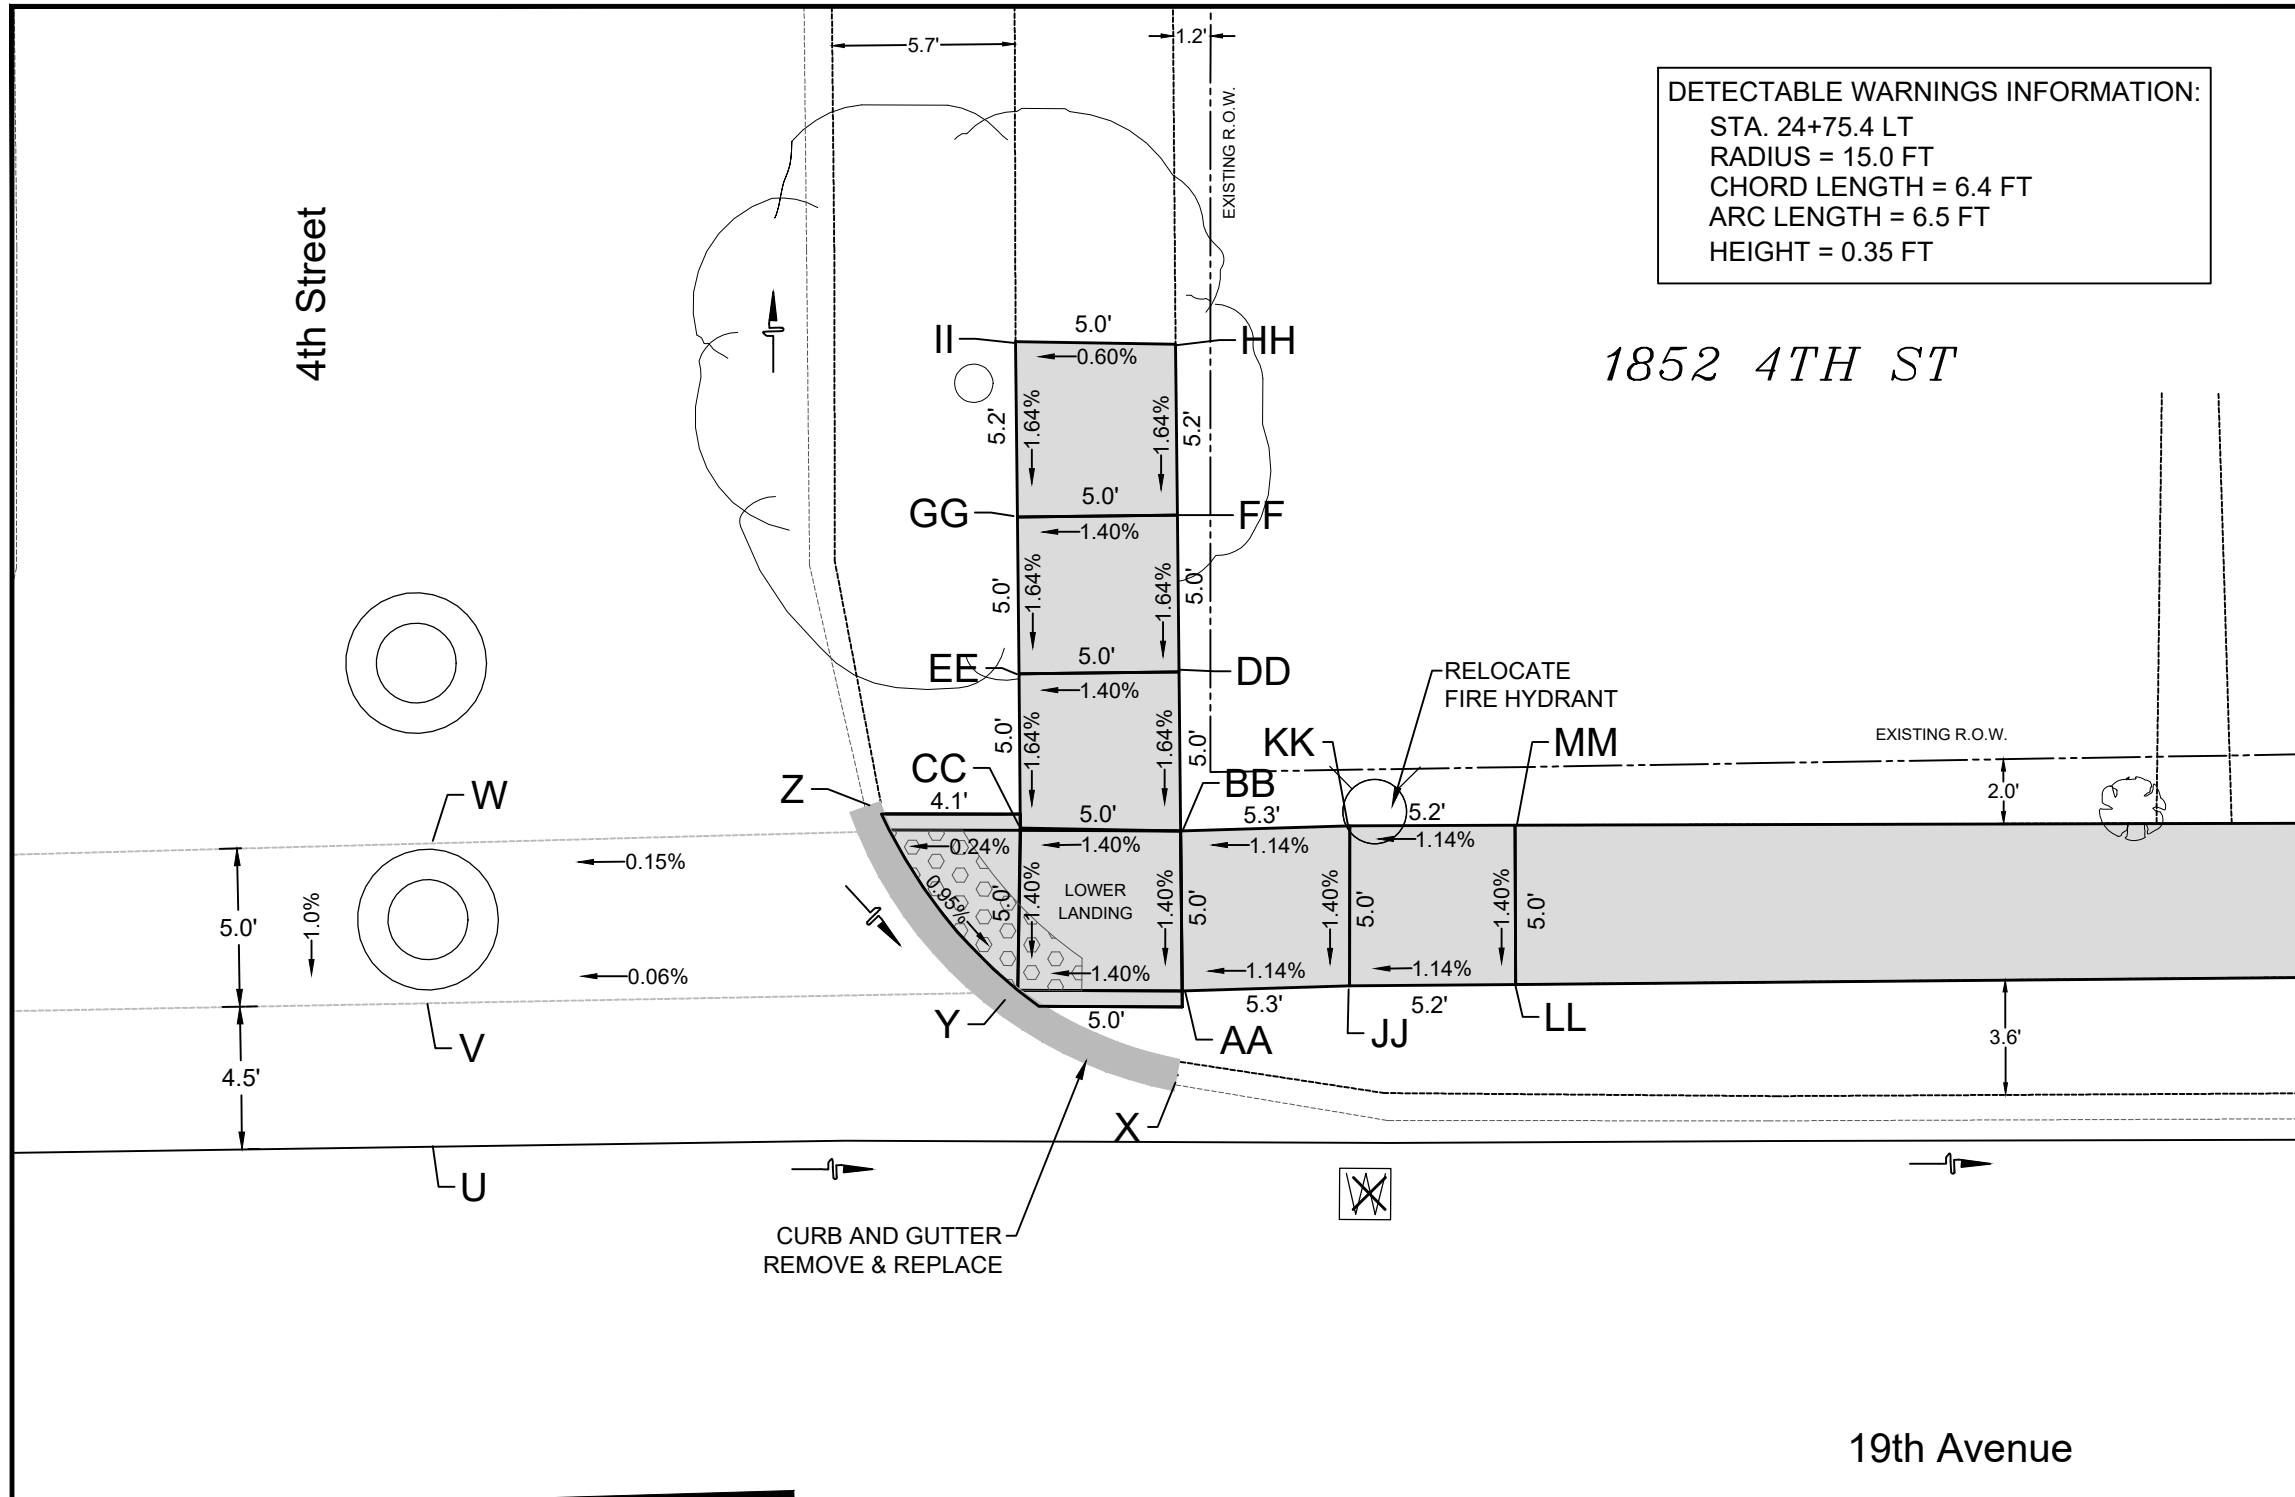 5.7'
1.2'
EXISTING R.O.W.
DETECTABLE WARNINGS INFORMATION:
STA. 24+75.4 LT
RADIUS = 15.0 FT
CHORD LENGTH = 6.4 FT
ARC LENGTH = 6.5 FT
HEIGHT = 0.35 FT
4th Street
1852 4TH ST
II
5.0'
HH
0.60%
5.2'
1.64%
1.64%
5.2'
GG
5.0'
FF
1.40%
5.0'
1.64%
1.64%
5.0'
EE
5.0'
DD
1.40%
5.0'
1.64%
1.64%
5.0'
RELOCATE
FIRE HYDRANT
EXISTING R.O.W.
KK
MM
CC
BB
Z
W
4.1'
5.0'
5.3'
5.2'
2.0'
0.15%
0.24%
1.40%
1.14%
1.14%
5.0'
1.0%
0.95%
5.0'
1.40%
LOWER
LANDING
1.40%
5.0'
1.40%
5.0'
1.40%
5.0'
0.06%
1.40%
1.14%
1.14%
Y
5.0'
AA
5.3'
JJ
5.2'
LL
V
3.6'
4.5'
X
U
W
CURB AND GUTTER
REMOVE & REPLACE
19th Avenue